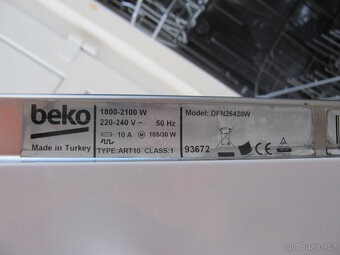 beko
Made in Turkey
1800-2100 W
220-240 V ~ 50 Hz
10 A M 105/30 W
TYPE:ART10 CLASS:1
Model: DFN26420W
93672